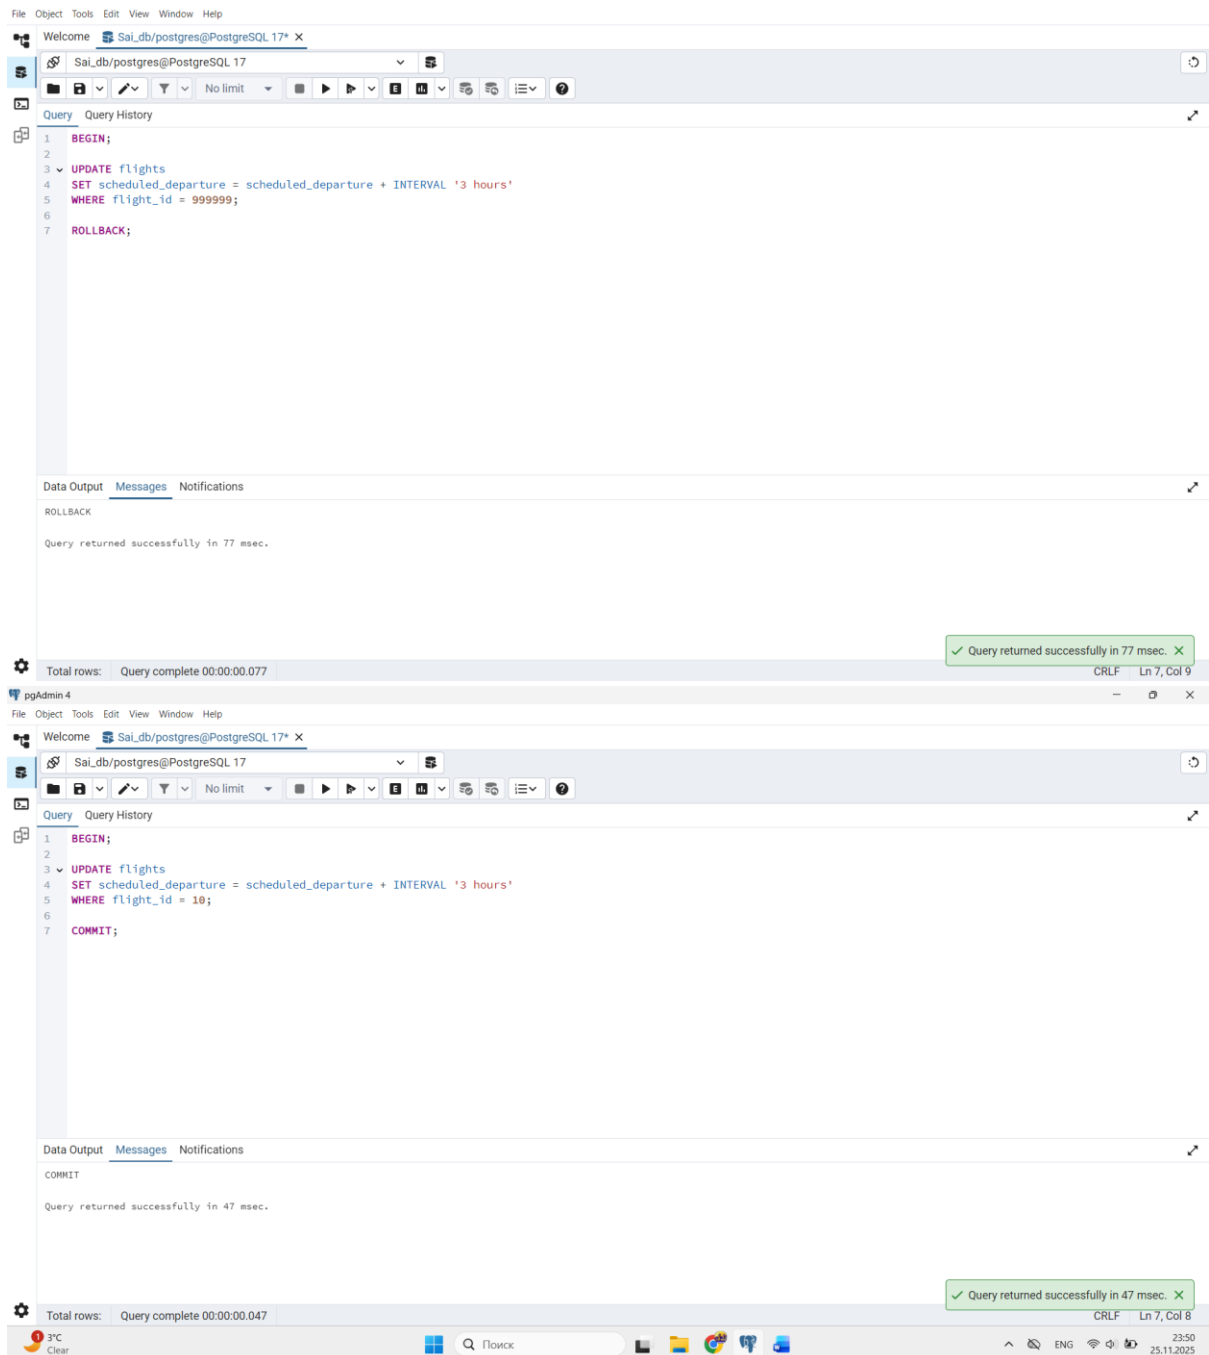 File Object Tools Edit View Window Help
Welcome Sai_db/postgres@PostgreSQL 17* X
Sai_db/postgres@PostgreSQL 17
No limit
Query Query History
1 BEGIN;
2
3 UPDATE flights
4 SET scheduled_departure = scheduled_departure + INTERVAL '3 hours'
5 WHERE flight_id = 999999;
6
7 ROLLBACK;
Data Output Messages Notifications
ROLLBACK
Query returned successfully in 77 msec.
Query returned successfully in 77 msec.
Total rows: Query complete 00:00:00.077
CRLF Ln 7, Col 9
pgAdmin 4
File Object Tools Edit View Window Help
Welcome Sai_db/postgres@PostgreSQL 17* X
Sai_db/postgres@PostgreSQL 17
No limit
Query Query History
1 BEGIN;
2
3 UPDATE flights
4 SET scheduled_departure = scheduled_departure + INTERVAL '3 hours'
5 WHERE flight_id = 10;
6
7 COMMIT;
Data Output Messages Notifications
COMMIT
Query returned successfully in 47 msec.
Query returned successfully in 47 msec.
Total rows: Query complete 00:00:00.047
CRLF Ln 7, Col 8
1
3°C
Clear
Поиск
ENG
23:50
25.11.2025